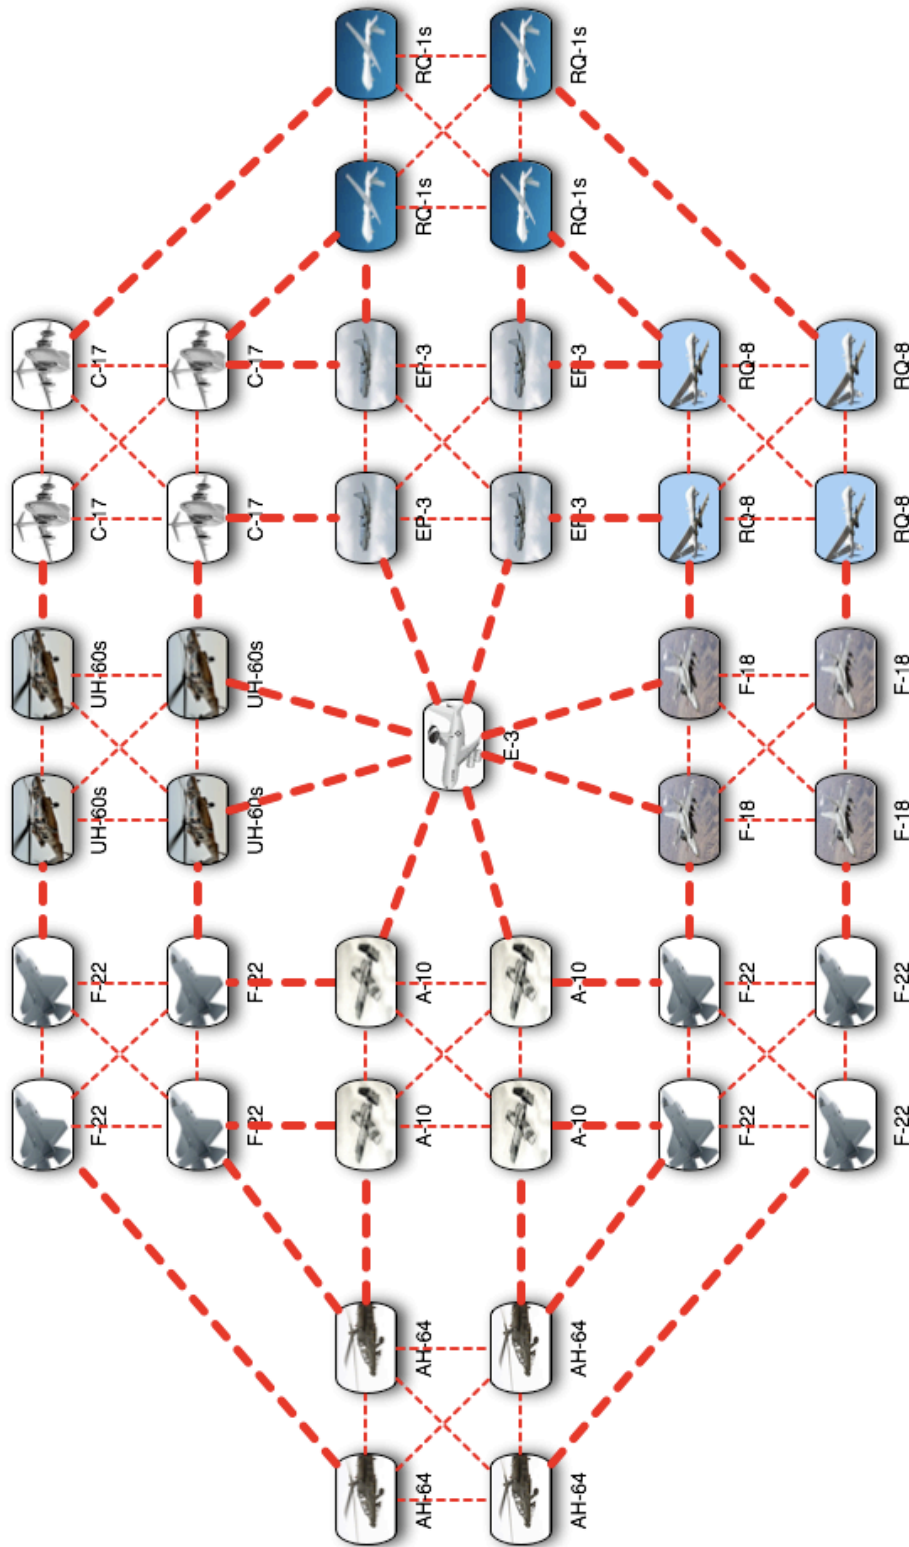 F-22 F-22 UH-60s UH-60s C-17 C-17
F-22 F-22 UH-60s UH-60s C-17 C-17
AH-64 AH-64 A-10 A-10 EP-3 EP-3 RQ-1s RQ-1s
E-3
AH-64 AH-64 A-10 A-10 EP-3 EP-3 RQ-1s RQ-1s
F-22 F-22 F-18 F-18 RQ-8 RQ-8
F-22 F-22 F-18 F-18 RQ-8 RQ-8